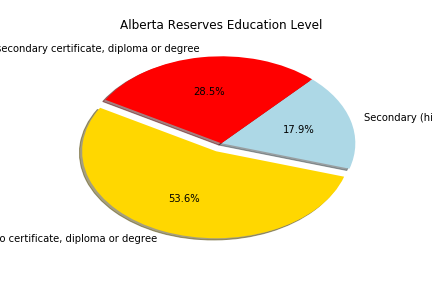 Alberta Reserves Education Level
secondary certificate, diploma or degree
28.5%
17.9%
Secondary (hi
53.6%
o certificate, diploma or degree